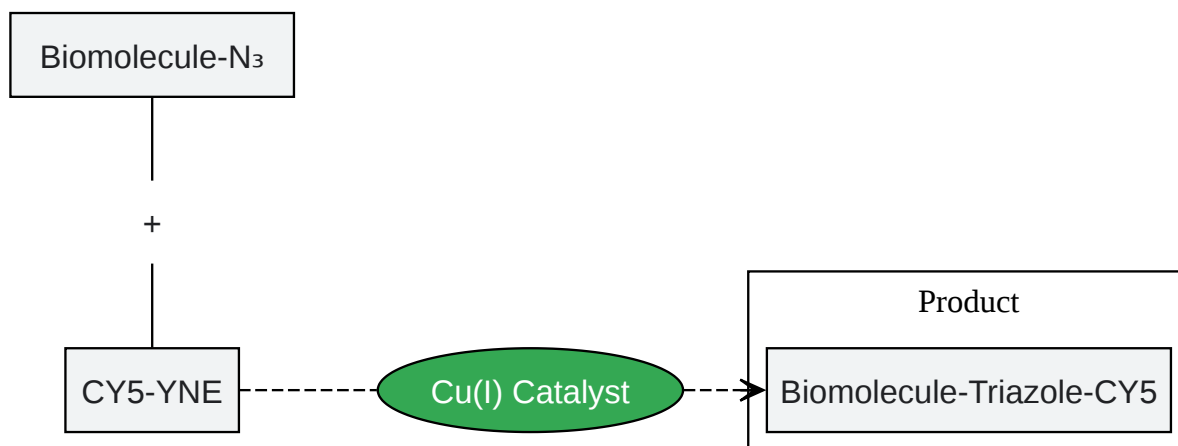 Biomolecule-N₃
+
Product
CY5-YNE
Cu(I) Catalyst
Biomolecule-Triazole-CY5